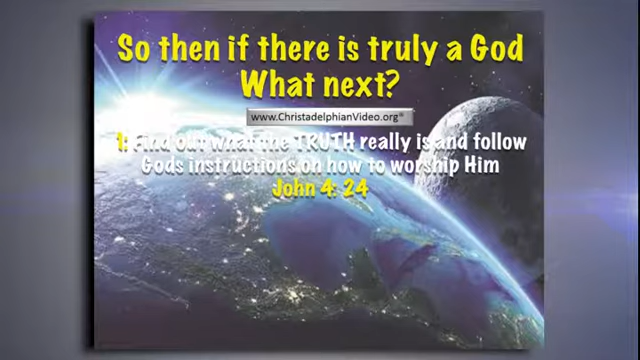 So then if there is truly a God
What next?
www.ChristadelphianVideo.org®
1: Find out what the TRUTH really is and follow
Gods instructions on how to worship Him
John 4: 24